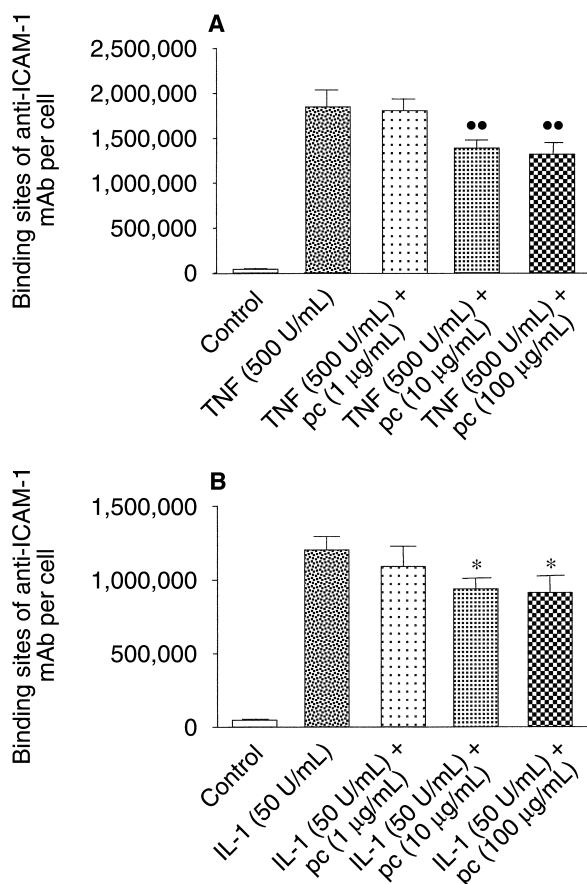 A
Binding sites of anti-ICAM-1
mAb per cell
2,500,000
2,000,000
1,500,000
1,000,000
500,000
0
●●
●●
Control
TNF (500 U/mL)
TNF (500 U/mL) +
pc (1 µg/mL)
TNF (500 U/mL) +
pc (10 µg/mL)
TNF (500 U/mL) +
pc (100 µg/mL)
B
Binding sites of anti-ICAM-1
mAb per cell
1,500,000
1,000,000
500,000
0
*
*
Control
IL-1 (50 U/mL)
IL-1 (50 U/mL) +
pc (1 µg/mL)
IL-1 (50 U/mL) +
pc (10 µg/mL)
IL-1 (50 U/mL) +
pc (100 µg/mL)